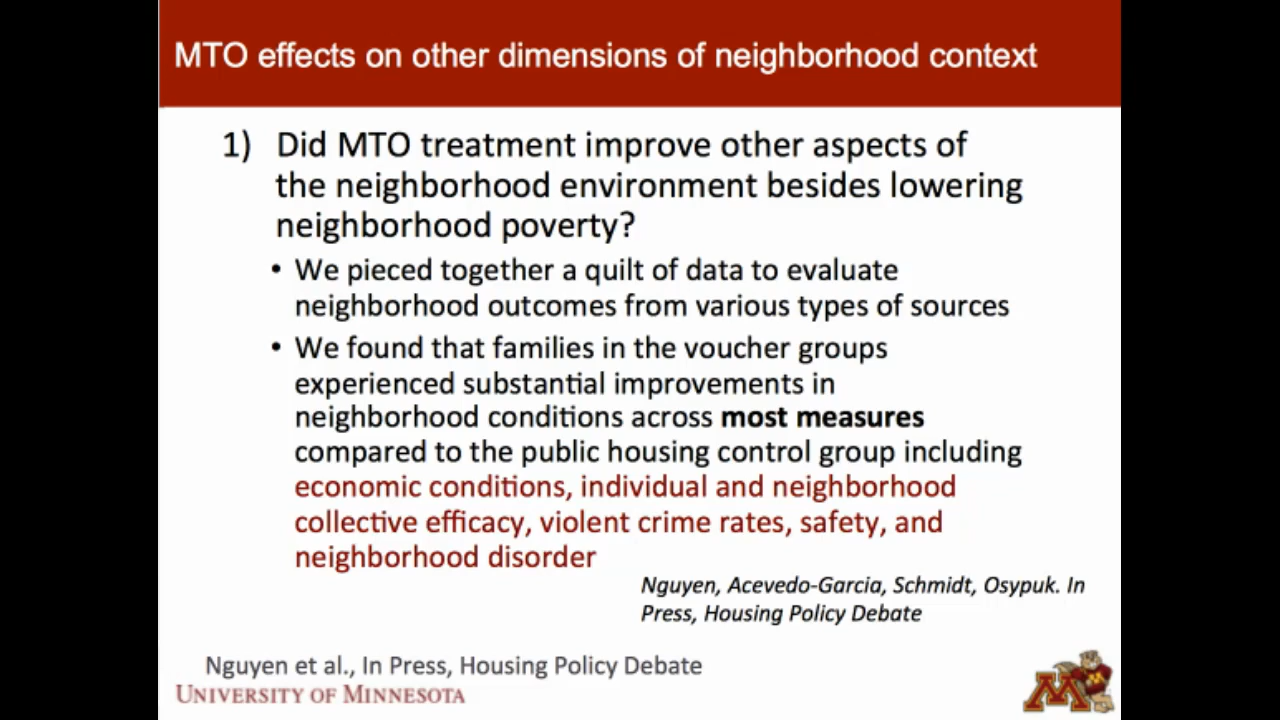 MTO effects on other dimensions of neighborhood context
1) Did MTO treatment improve other aspects of
the neighborhood environment besides lowering
neighborhood poverty?
• We pieced together a quilt of data to evaluate
neighborhood outcomes from various types of sources
• We found that families in the voucher groups
experienced substantial improvements in
neighborhood conditions across most measures
compared to the public housing control group including
economic conditions, individual and neighborhood
collective efficacy, violent crime rates, safety, and
neighborhood disorder
Nguyen, Acevedo-Garcia, Schmidt, Osypuk. In
Press, Housing Policy Debate
Nguyen et al., In Press, Housing Policy Debate
UNIVERSITY OF MINNESOTA
M